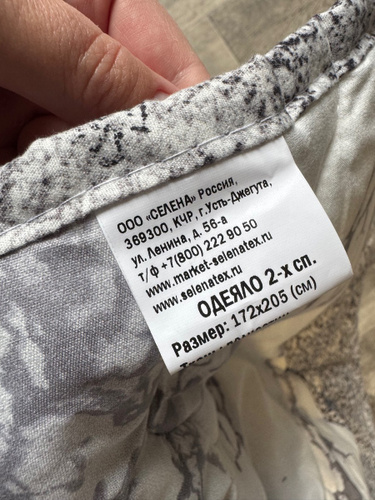 ООО «СЕЛЕНА» Россия,
369300, КЧР, г.Усть-Джегута,
ул. Ленина, д. 56-а
т/ф +7(800) 222 90 50
www.market-selenatex.ru
www.selenatex.ru
ОДЕЯЛО 2-х сп.
Размер: 172х205 (см)